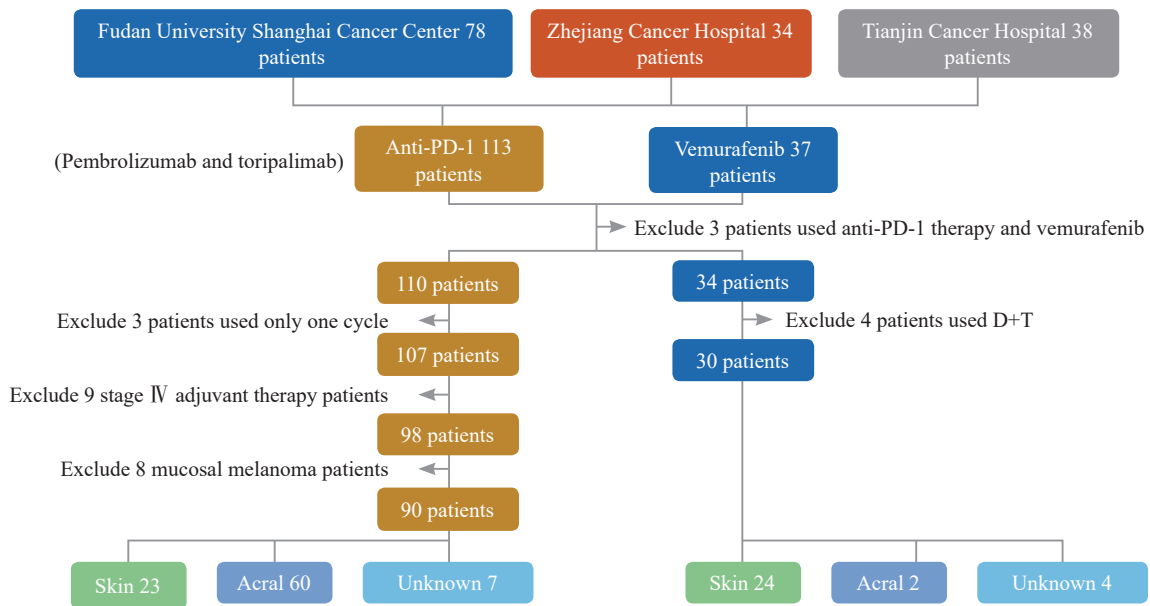 Fudan University Shanghai Cancer Center 78
patients
Zhejiang Cancer Hospital 34
patients
Tianjin Cancer Hospital 38
patients
(Pembrolizumab and toripalimab)
Anti-PD-1 113
patients
Vemurafenib 37
patients
Exclude 3 patients used anti-PD-1 therapy and vemurafenib
110 patients
34 patients
Exclude 3 patients used only one cycle
Exclude 4 patients used D+T
107 patients
30 patients
Exclude 9 stage Ⅳ adjuvant therapy patients
98 patients
Exclude 8 mucosal melanoma patients
90 patients
Skin 23
Acral 60
Unknown 7
Skin 24
Acral 2
Unknown 4